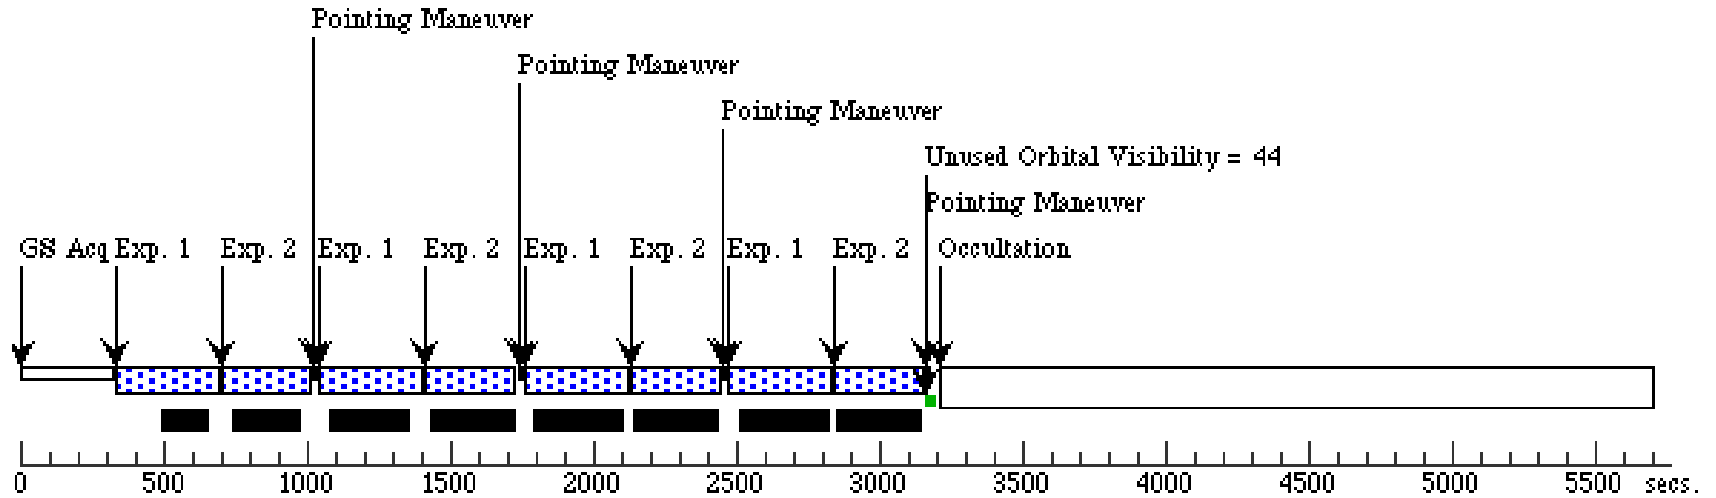 Pointing Maneuver
Pointing Maneuver
Pointing Maneuver
Unused Orbital Visibility = 44
Pointing Maneuver
GS Acq Exp. 1 Exp. 2 Exp. 1 Exp. 2 Exp. 1 Exp. 2 Exp. 1 Exp. 2 Occultation
0 500 1000 1500 2000 2500 3000 3500 4000 4500 5000 5500 secs.